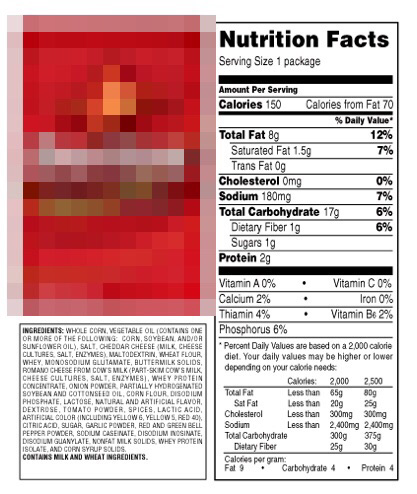 Nutrition Facts
Serving Size 1 package
Amount Per Serving
Calories 150 Calories from Fat 70
% Daily Value*
Total Fat 8g 12%
Saturated Fat 1.5g 7%
Trans Fat 0g
Cholesterol 0mg 0%
Sodium 180mg 7%
Total Carbohydrate 17g 6%
Dietary Fiber 1g 6%
Sugars 1g
Protein 2g
Vitamin A 0% • Vitamin C 0%
Calcium 2% • Iron 0%
Thiamin 4% • Vitamin B6 2%
Phosphorus 6%
* Percent Daily Values are based on a 2,000 calorie
diet. Your daily values may be higher or lower
depending on your calorie needs:
Calories: 2,000 2,500
Total Fat Less than 65g 80g
Sat Fat Less than 20g 25g
Cholesterol Less than 300mg 300mg
Sodium Less than 2,400mg 2,400mg
Total Carbohydrate 300g 375g
Dietary Fiber 25g 30g
Calories per gram:
Fat 9 • Carbohydrate 4 • Protein 4
INGREDIENTS: WHOLE CORN, VEGETABLE OIL (CONTAINS ONE
OR MORE OF THE FOLLOWING: CORN, SOYBEAN, AND/OR
SUNFLOWER OIL), SALT, CHEDDAR CHEESE (MILK, CHEESE
CULTURES, SALT, ENZYMES), MALTODEXTRIN, WHEAT FLOUR,
WHEY, MONOSODIUM GLUTAMATE, BUTTERMILK SOLIDS,
ROMANO CHEESE FROM COW'S MILK (PART-SKIM COW'S MILK,
CHEESE CULTURES, SALT, ENZYMES), WHEY PROTEIN
CONCENTRATE, ONION POWDER, PARTIALLY HYDROGENATED
SOYBEAN AND COTTONSEED OIL, CORN FLOUR, DISODIUM
PHOSPHATE, LACTOSE, NATURAL AND ARTIFICIAL FLAVOR,
DEXTROSE, TOMATO POWDER, SPICES, LACTIC ACID,
ARTIFICIAL COLOR (INCLUDING YELLOW 6, YELLOW 5, RED 40),
CITRIC ACID, SUGAR, GARLIC POWDER, RED AND GREEN BELL
PEPPER POWDER, SODIUM CASEINATE, DISODIUM INOSINATE,
DISODIUM GUANYLATE, NONFAT MILK SOLIDS, WHEY PROTEIN
ISOLATE, AND CORN SYRUP SOLIDS.
CONTAINS MILK AND WHEAT INGREDIENTS.